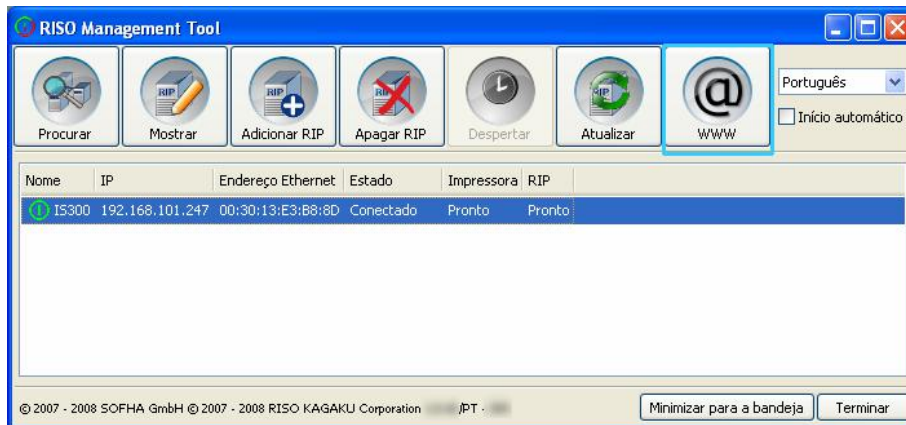 RISO Management Tool
Procurar Mostrar Adicionar RIP Apagar RIP Despertar Atualizar WWW
Português
Início automático
Nome IP Endereço Ethernet Estado Impressora RIP
IS300 192.168.101.247 00:30:13:E3:B8:8D Conectado Pronto Pronto
© 2007 - 2008 SOFHA GmbH © 2007 - 2008 RISO KAGAKU Corporation /PT -
Minimizar para a bandeja Terminar